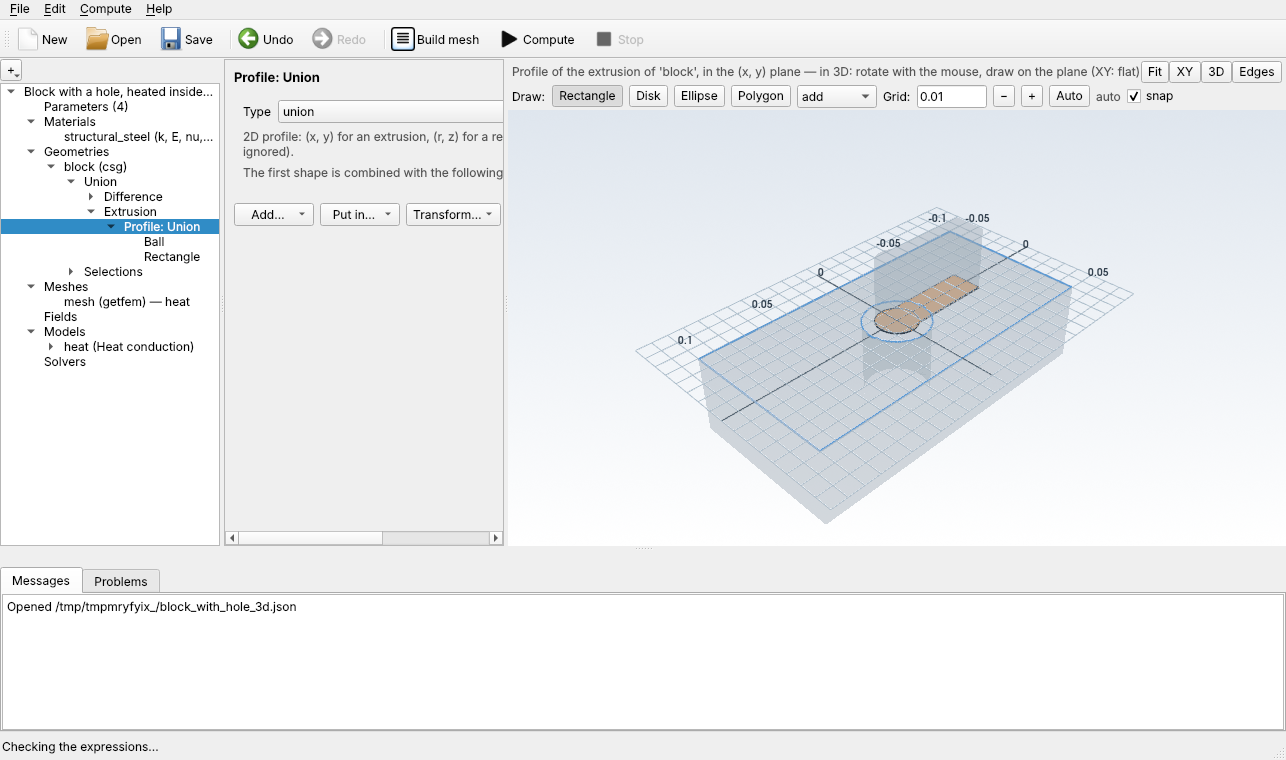 File Edit Compute Help
New Open Save Undo Redo Build mesh Compute Stop
+
Block with a hole, heated inside...
Parameters (4)
Materials
structural_steel (k, E, nu,...
Geometries
block (csg)
Union
Difference
Extrusion
Profile: Union
Ball
Rectangle
Selections
Meshes
mesh (getfem) — heat
Fields
Models
heat (Heat conduction)
Solvers
Profile: Union
Type union
2D profile: (x, y) for an extrusion, (r, z) for a re
ignored).
The first shape is combined with the following
Add... Put in... Transform...
Profile of the extrusion of 'block', in the (x, y) plane — in 3D: rotate with the mouse, draw on the plane (XY: flat) Fit XY 3D Edges
Draw: Rectangle Disk Ellipse Polygon add Grid: 0.01 − + Auto auto snap
-0.1 -0.05
-0.05 0
0 0.05
0.05
0.1
Messages Problems
Opened /tmp/tmpmryfyix_/block_with_hole_3d.json
Checking the expressions...